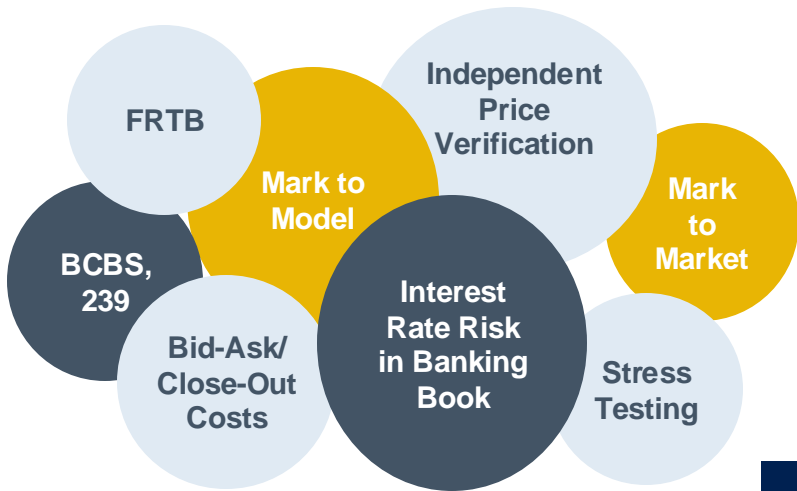 FRTB
Independent
Price
Verification
Mark to
Model
Mark
to
Market
BCBS,
239
Interest
Rate Risk
in Banking
Book
Bid-Ask/
Close-Out
Costs
Stress
Testing